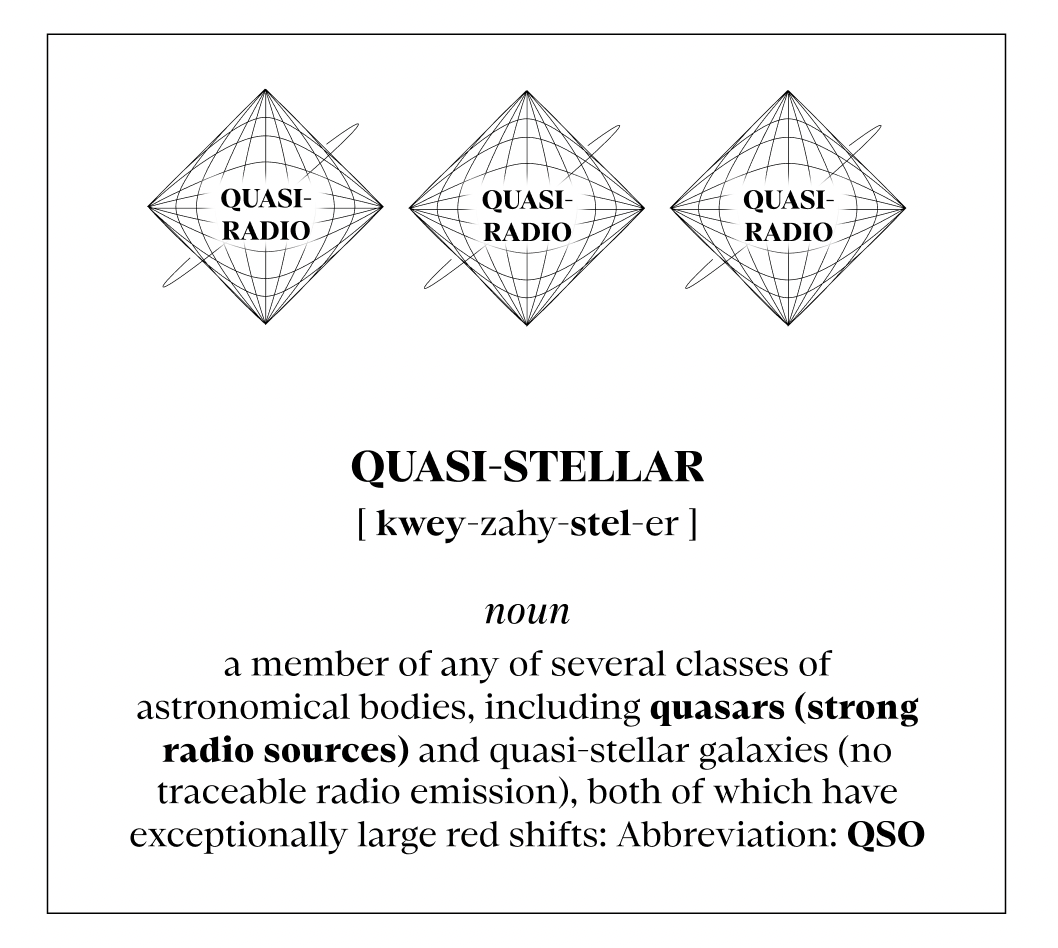 QUASI-
RADIO
QUASI-
RADIO
QUASI-
RADIO
QUASI-STELLAR
[ kwey-zahy-stel-er ]
noun
a member of any of several classes of
astronomical bodies, including quasars (strong
radio sources) and quasi-stellar galaxies (no
traceable radio emission), both of which have
exceptionally large red shifts: Abbreviation: QSO